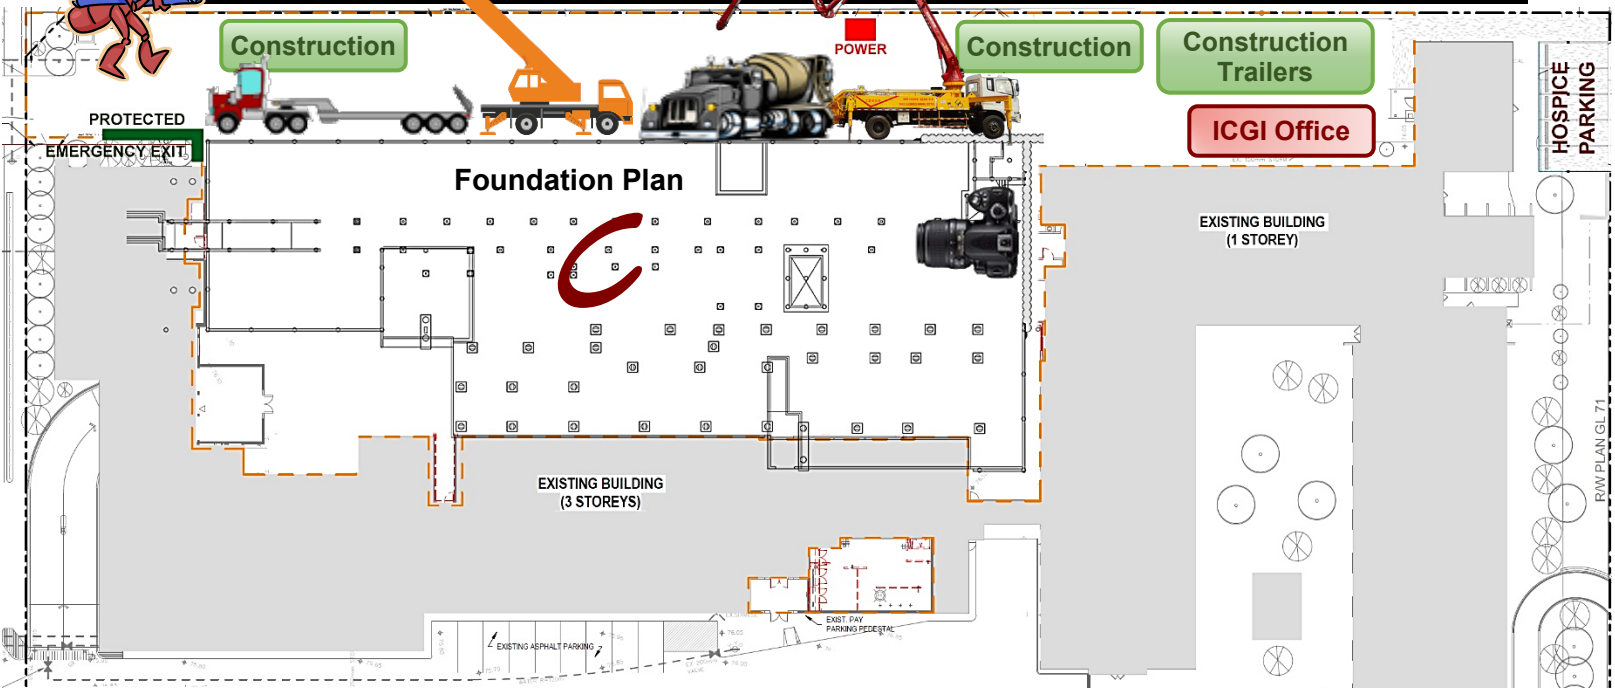 Construction
POWER
Construction
Construction
Trailers
HOSPICE
PARKING
ICGI Office
PROTECTED
EMERGENCY EXIT
Foundation Plan
C
EXISTING BUILDING
(1 STOREY)
R/W PLAN GL 71
EXISTING BUILDING
(3 STOREYS)
EXIST. PAY
PARKING PEDESTAL
EXISTING ASPHALT PARKING